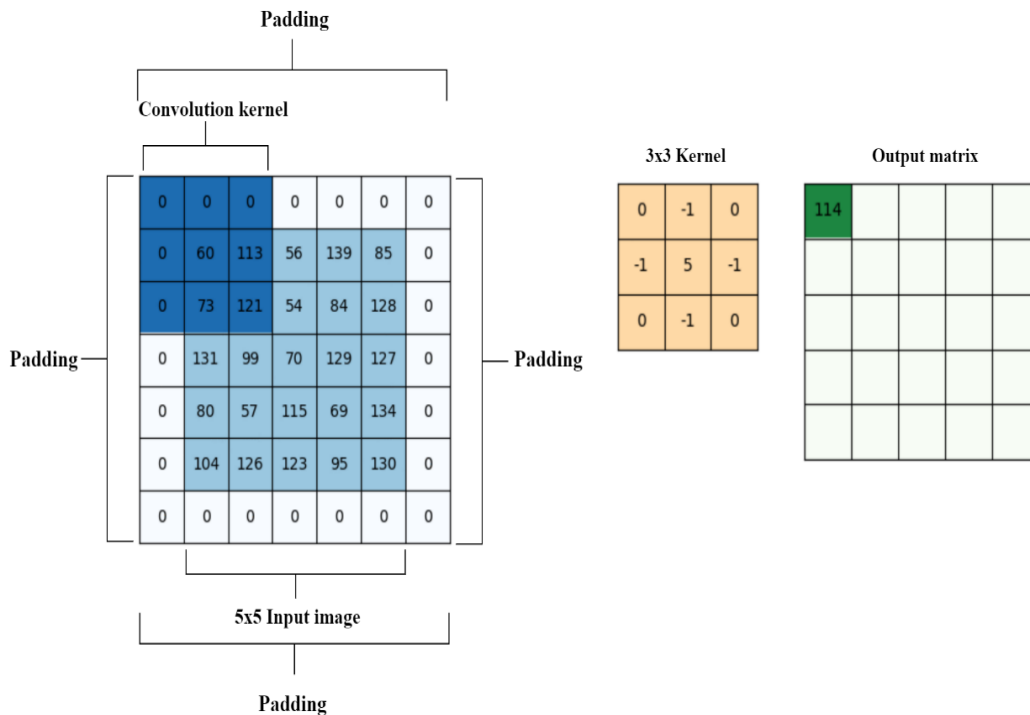 Padding
Convolution kernel
3x3 Kernel
Output matrix
0 0 0 0 0 0 0
0 60 113 56 139 85 0
0 73 121 54 84 128 0
0 131 99 70 129 127 0
0 80 57 115 69 134 0
0 104 126 123 95 130 0
0 0 0 0 0 0 0
0 -1 0
-1 5 -1
0 -1 0
114
Padding
Padding
5x5 Input image
Padding